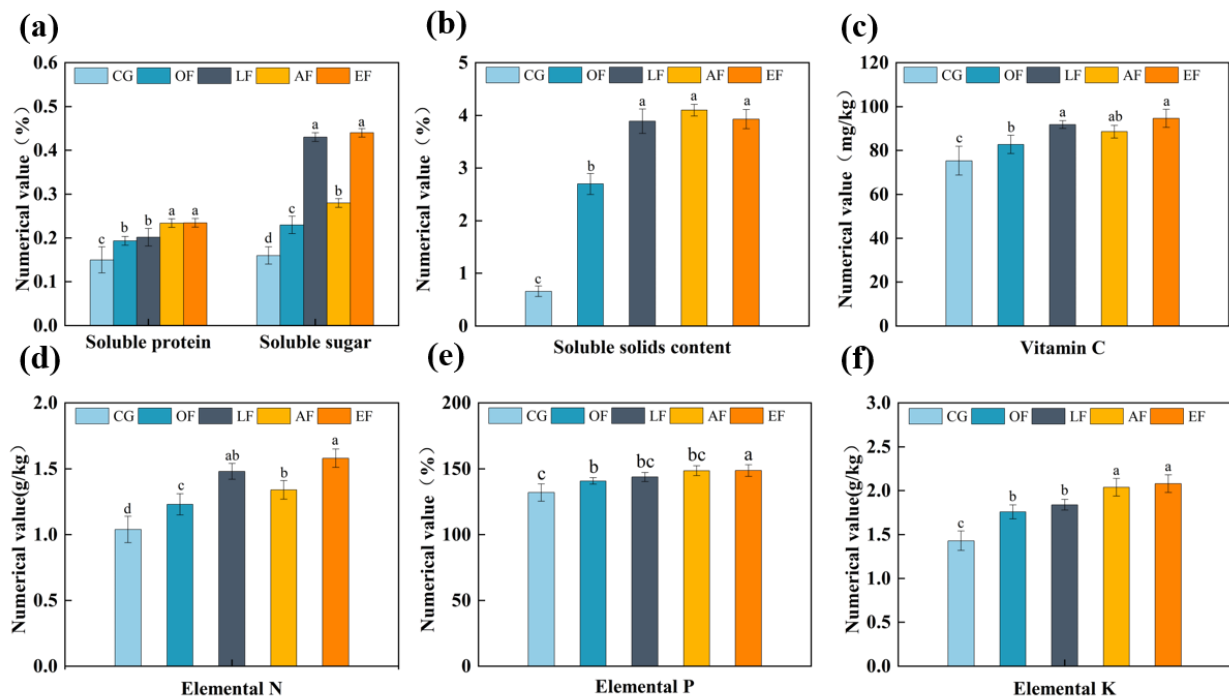 (a)
CG OF LF AF EF
Numerical value（%）
0.6
0.5
0.4
0.3
0.2
0.1
0.0
c b b a a
d c a b a
Soluble protein Soluble sugar
(b)
CG OF LF AF EF
Numerical value（%）
5
4
3
2
1
0
c b a a a
Soluble solids content
(c)
CG OF LF AF EF
Numerical value（mg/kg）
120
100
80
60
40
20
0
c b a ab a
Vitamin C
(d)
CG OF LF AF EF
Numerical value(g/kg）
2.0
1.5
1.0
0.5
0.0
d c ab b a
Elemental N
(e)
CG OF LF AF EF
Numerical value（%）
200
150
100
50
0
c b bc bc a
Elemental P
(f)
CG OF LF AF EF
Numerical value(g/kg）
3.0
2.5
2.0
1.5
1.0
0.5
0.0
c b b a a
Elemental K